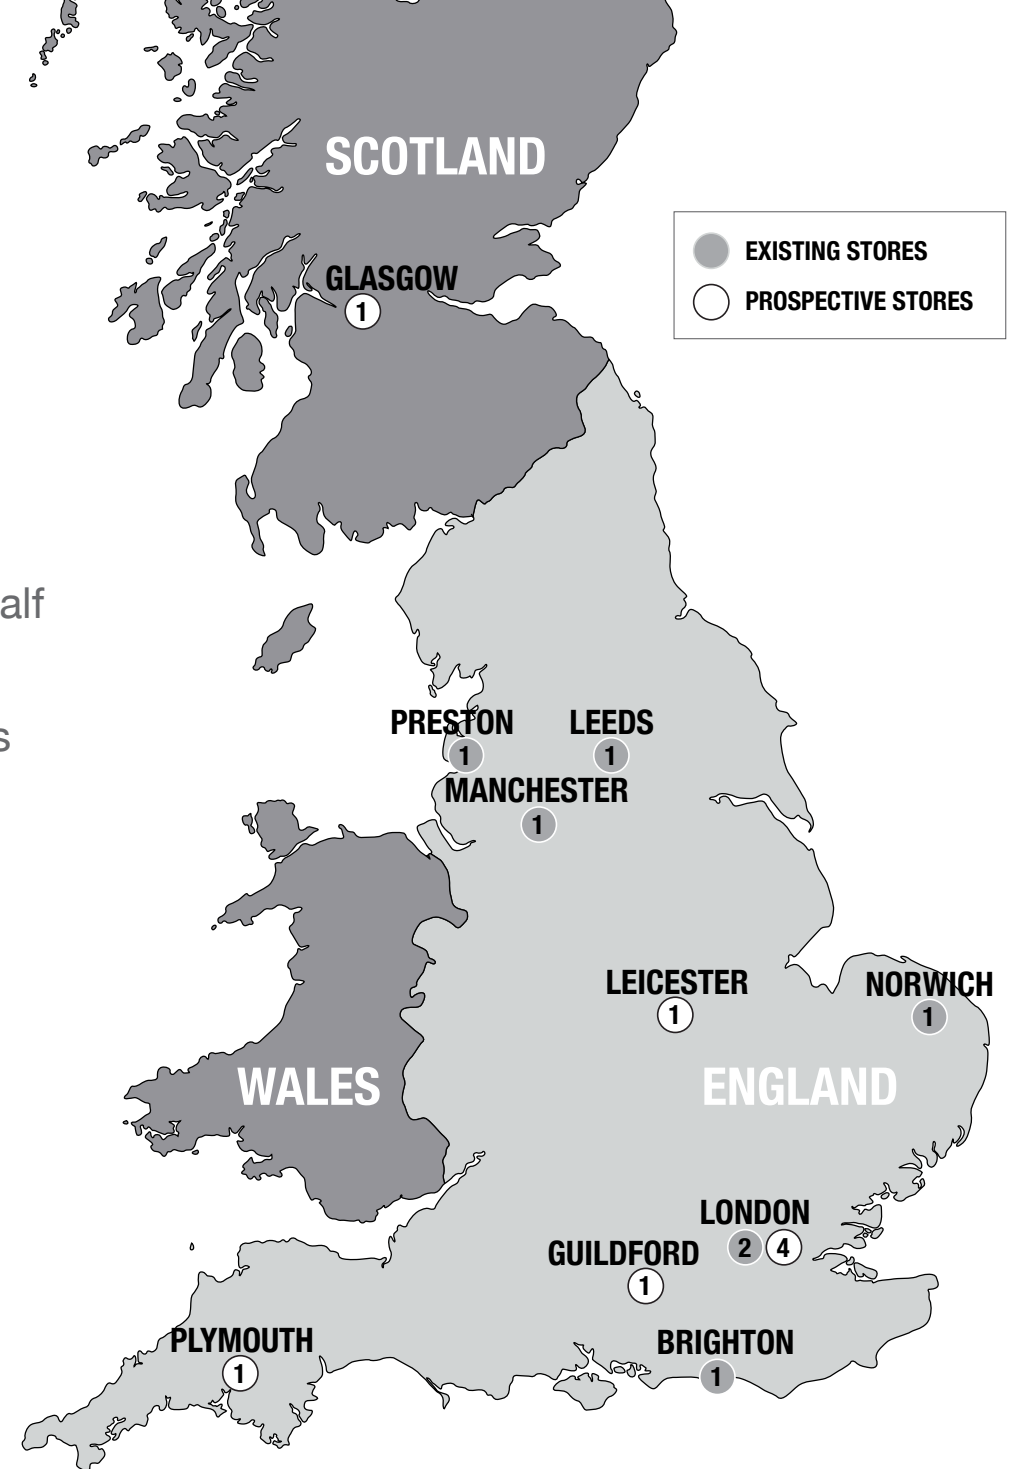 SCOTLAND
EXISTING STORES
PROSPECTIVE STORES
GLASGOW
1
alf
s
PRESTON
1
LEEDS
1
MANCHESTER
1
LEICESTER
1
NORWICH
1
WALES
ENGLAND
LONDON
2 4
GUILDFORD
1
BRIGHTON
1
PLYMOUTH
1